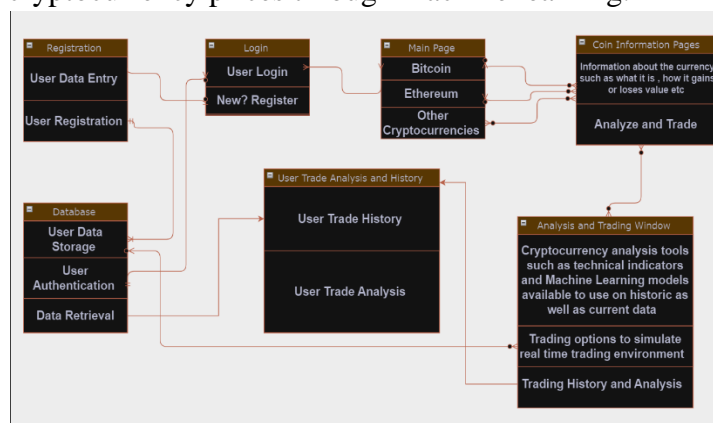 Registration
User Data Entry
User Registration
Login
User Login
New? Register
Main Page
Bitcoin
Ethereum
Other
Cryptocurrencies
Coin Information Pages
Information about the currency
such as what it is , how it gains
or loses value etc
Analyze and Trade
Database
User Data
Storage
User
Authentication
Data Retrieval
User Trade Analysis and History
User Trade History
User Trade Analysis
Analysis and Trading Window
Cryptocurrency analysis tools
such as technical indicators
and Machine Learning models
available to use on historic as
well as current data
Trading options to simulate
real time trading environment
Trading History and Analysis